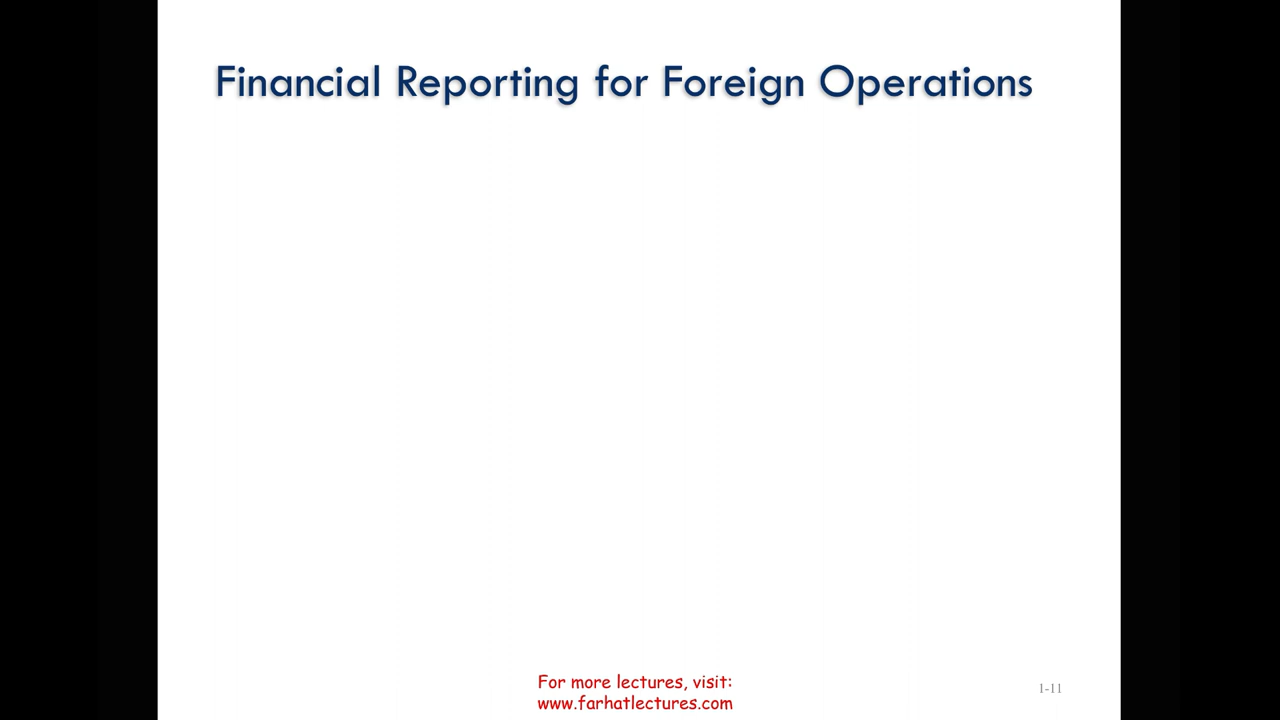 Financial Reporting for Foreign Operations
For more lectures, visit:
www.farhatlectures.com
1-11